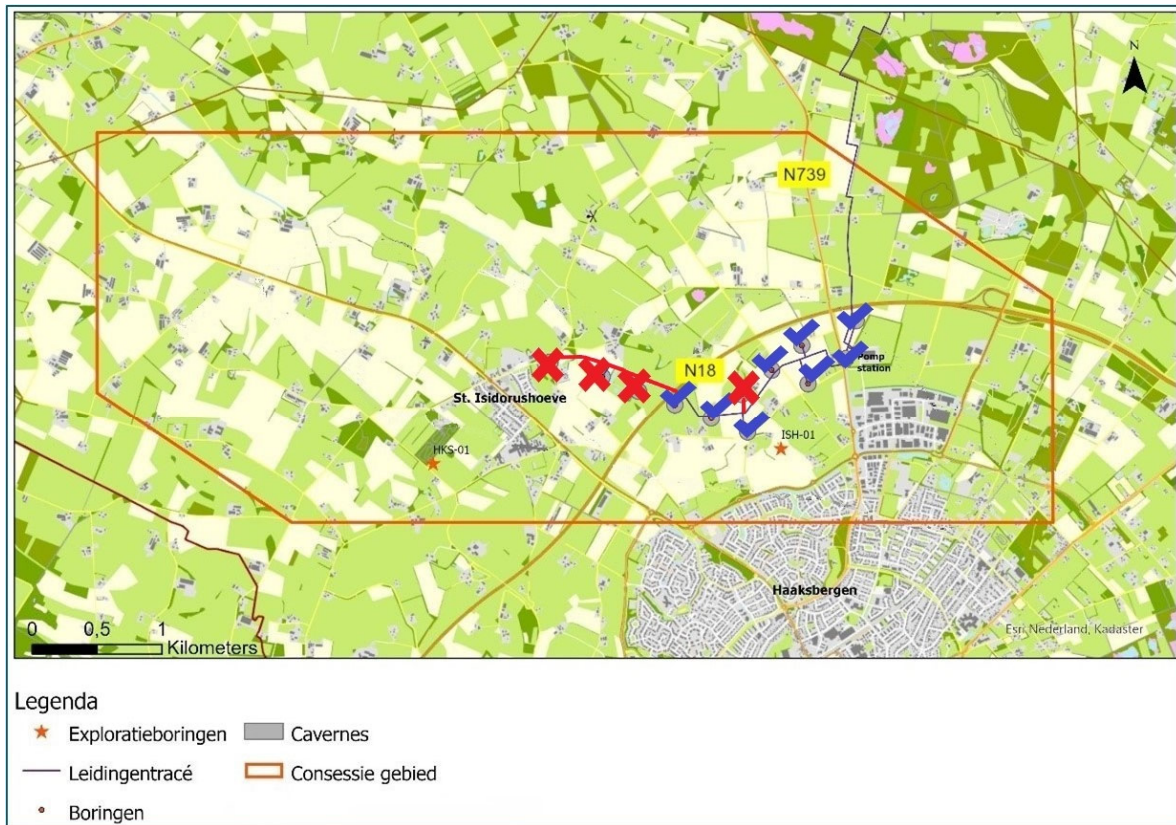 N
N739
N18
Pomp
station
St. Isidorushoeve
ISH-01
HKS-01
Haaksbergen
0 0,5 1
Kilometers
Esri Nederland, Kadaster
Legenda
Exploratieboringen
Cavernes
Leidingentracé
Consessie gebied
Boringen